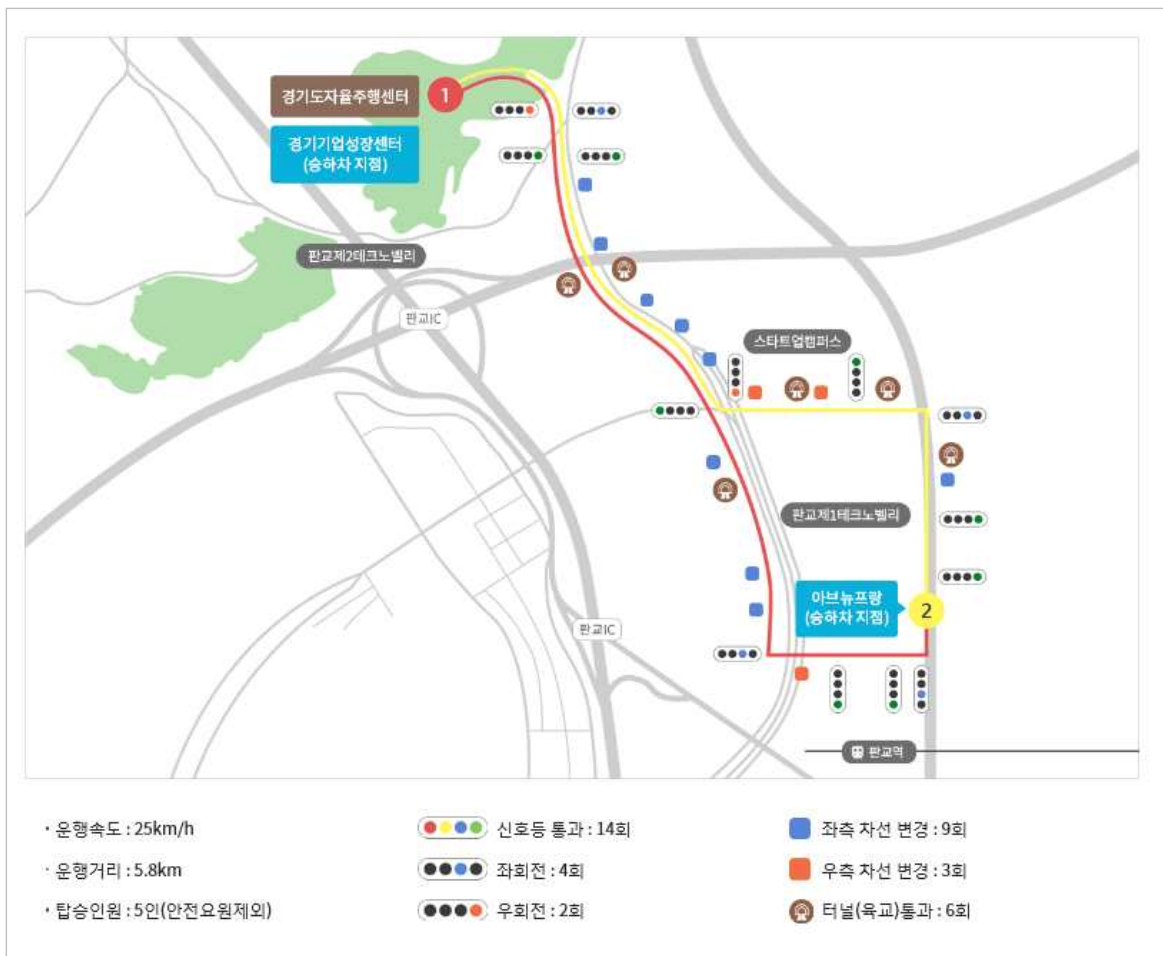 경기도자율주행센터
1
경기기업성장센터
(승하차 지점)
판교제2테크노밸리
판교IC
스타트업캠퍼스
판교제1테크노밸리
아브뉴프랑
(승하차 지점)
2
판교IC
판교역
· 운행속도 : 25km/h
신호등 통과 : 14회
좌측 차선 변경 : 9회
· 운행거리 : 5.8km
좌회전 : 4회
우측 차선 변경 : 3회
· 탑승인원 : 5인(안전요원제외)
우회전 : 2회
터널(육교)통과 : 6회